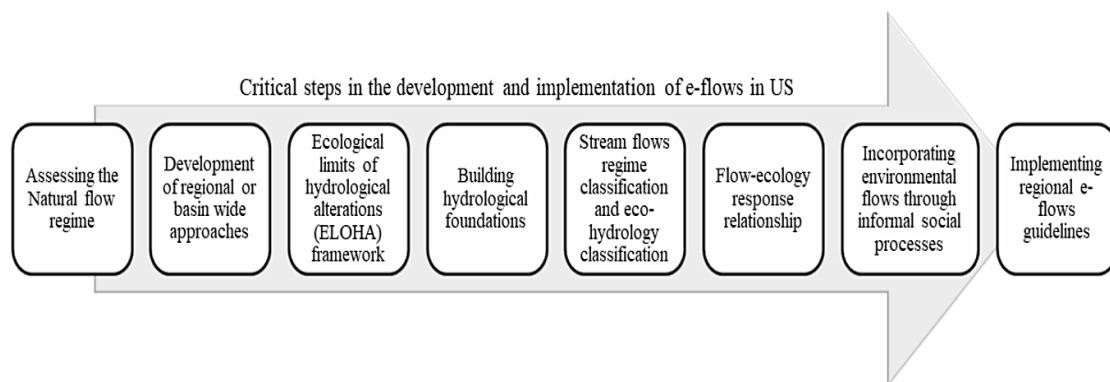 Critical steps in the development and implementation of e-flows in US
Assessing the
Natural flow
regime
Development
of regional or
basin wide
approaches
Ecological
limits of
hydrological
alterations
(ELOHA)
framework
Building
hydrological
foundations
Stream flows
regime
classification
and eco-
hydrology
classification
Flow-ecology
response
relationship
Incorporating
environmental
flows through
informal social
processes
Implementing
regional e-
flows
guidelines